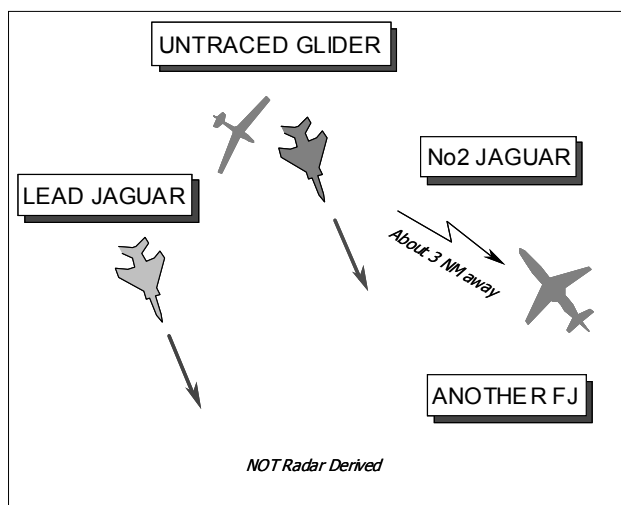 UNTRACED GLIDER
No2 JAGUAR
LEAD JAGUAR
About 3 NM away
ANOTHER FJ
NOT Radar Derived